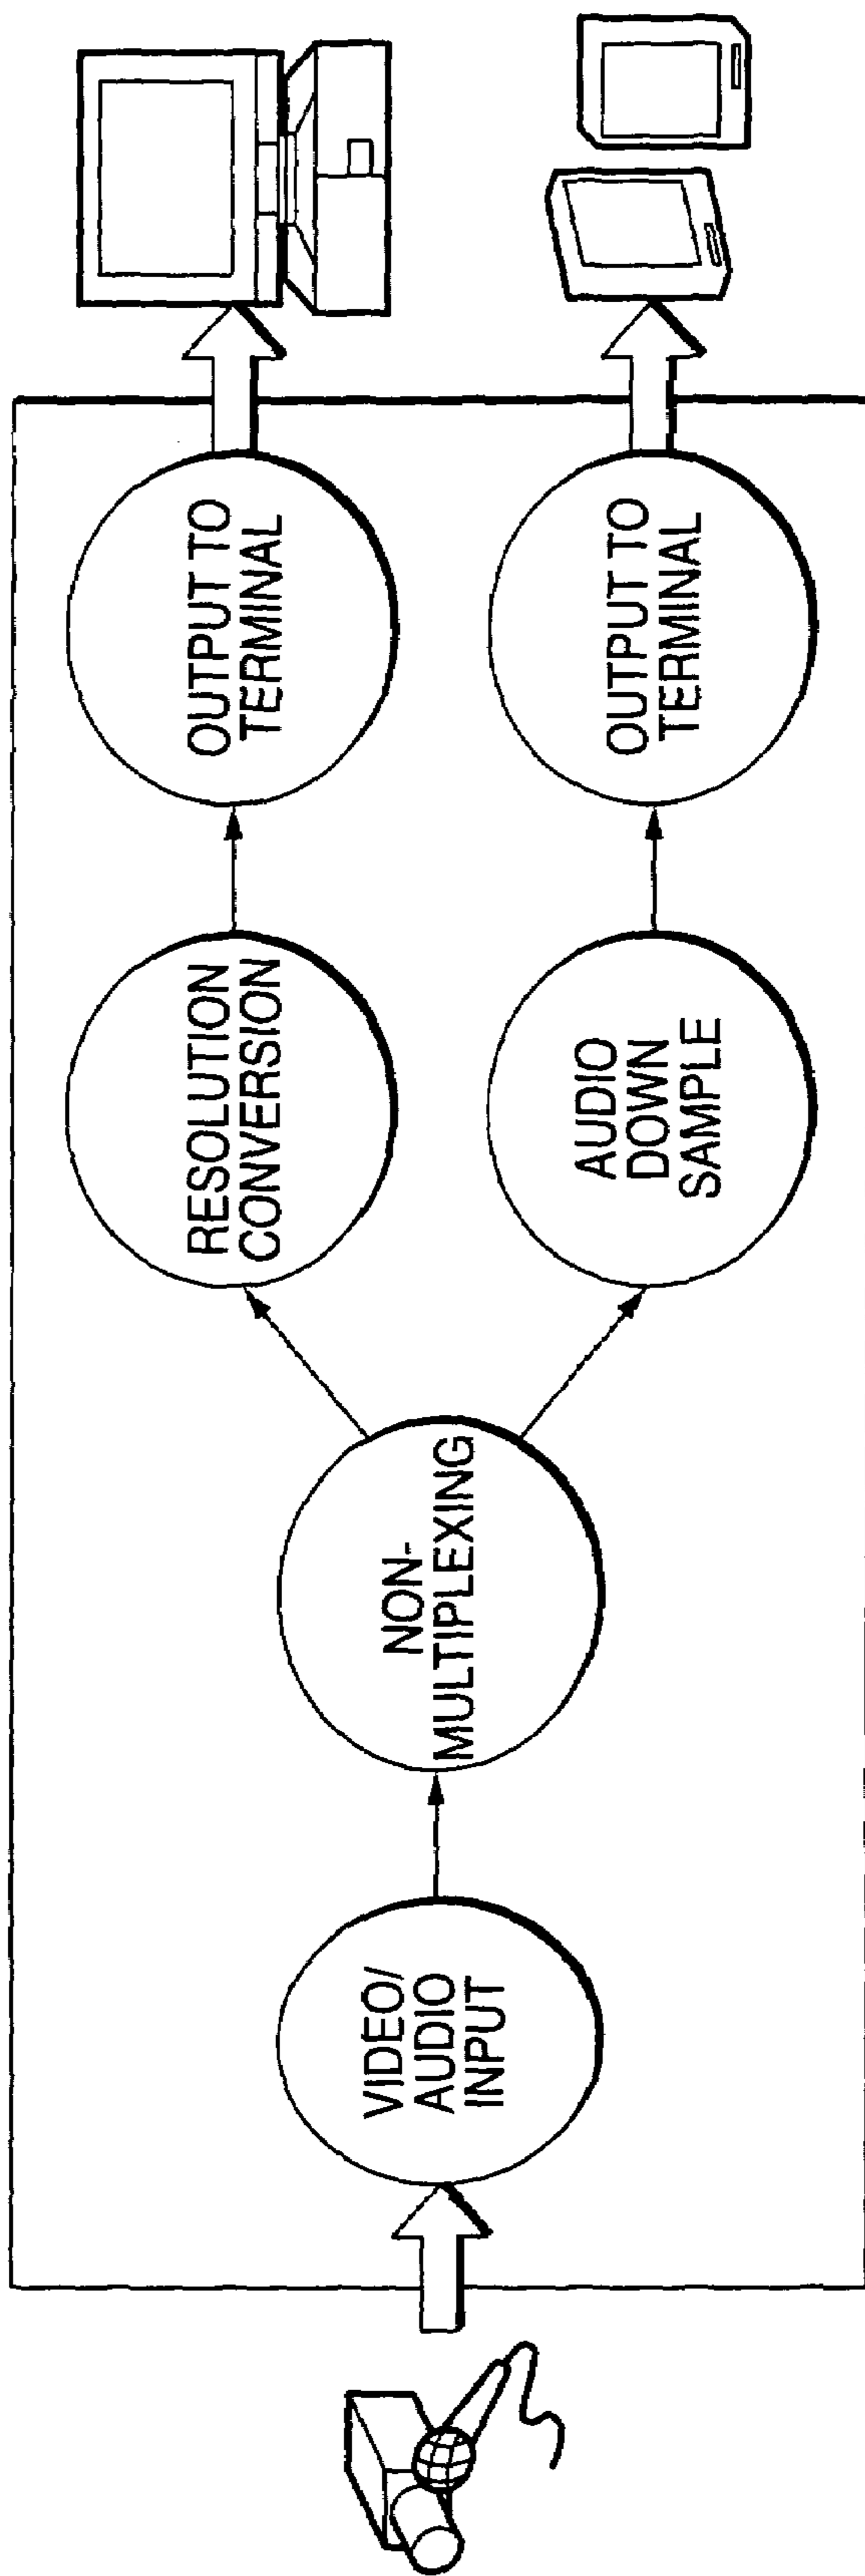 VIDEO/
AUDIO
INPUT
NON-
MULTIPLEXING
RESOLUTION
CONVERSION
OUTPUT TO
TERMINAL
AUDIO
DOWN
SAMPLE
OUTPUT TO
TERMINAL